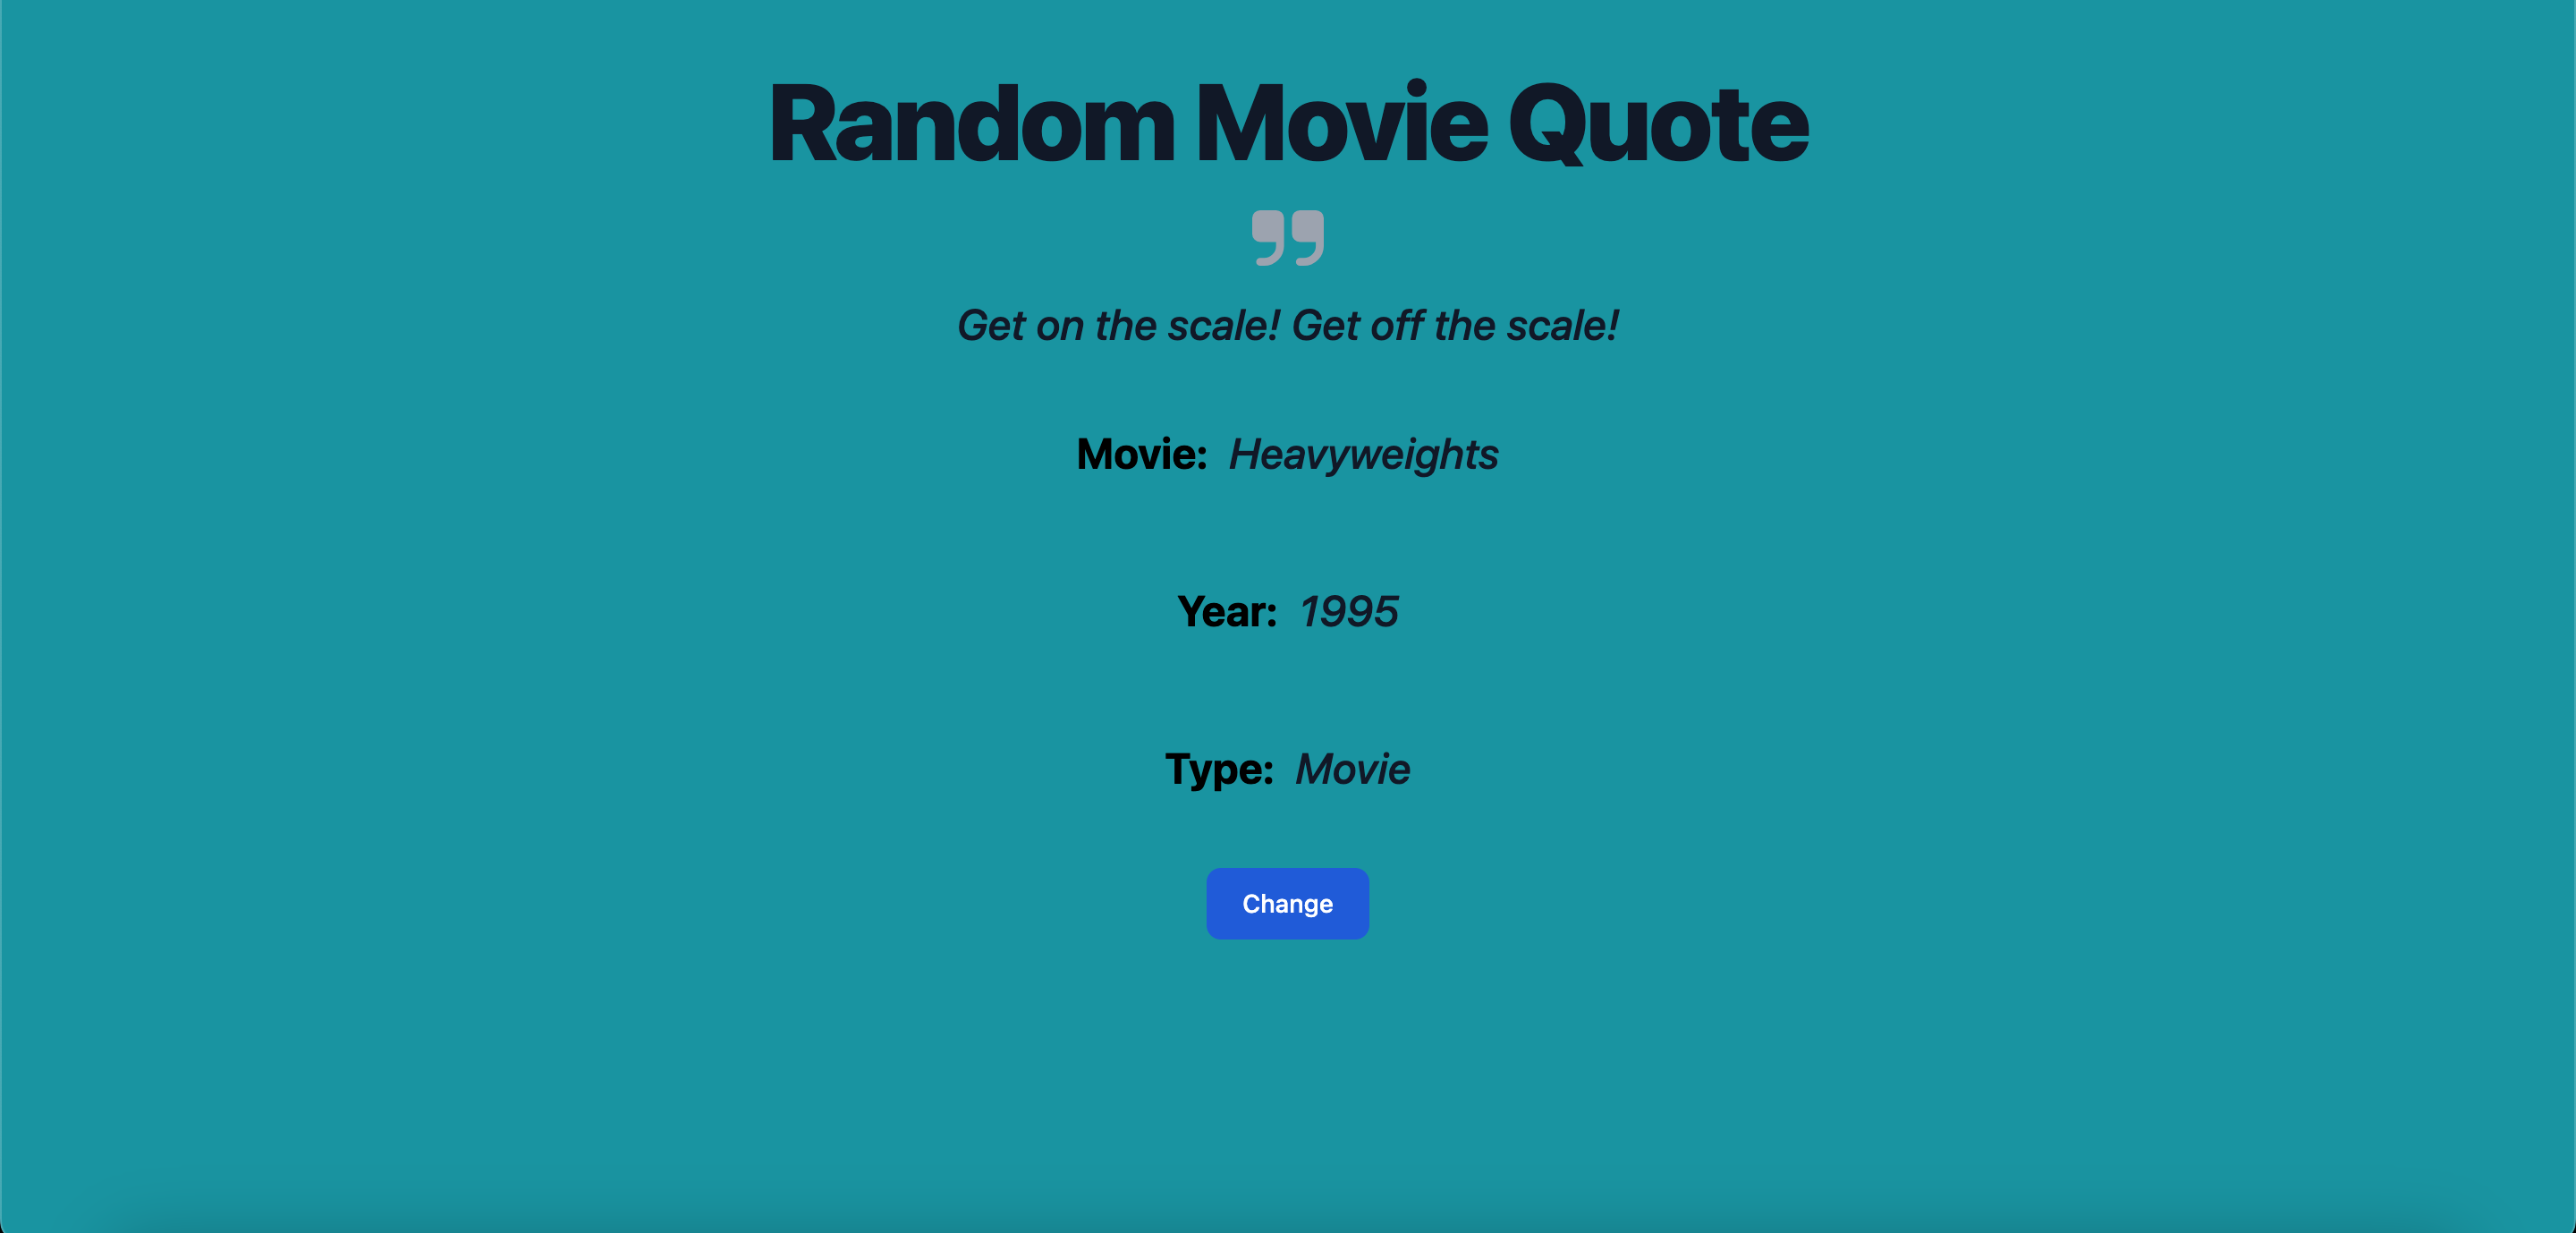 Random Movie Quote
Get on the scale! Get off the scale!
Movie: Heavyweights
Year: 1995
Type: Movie
Change